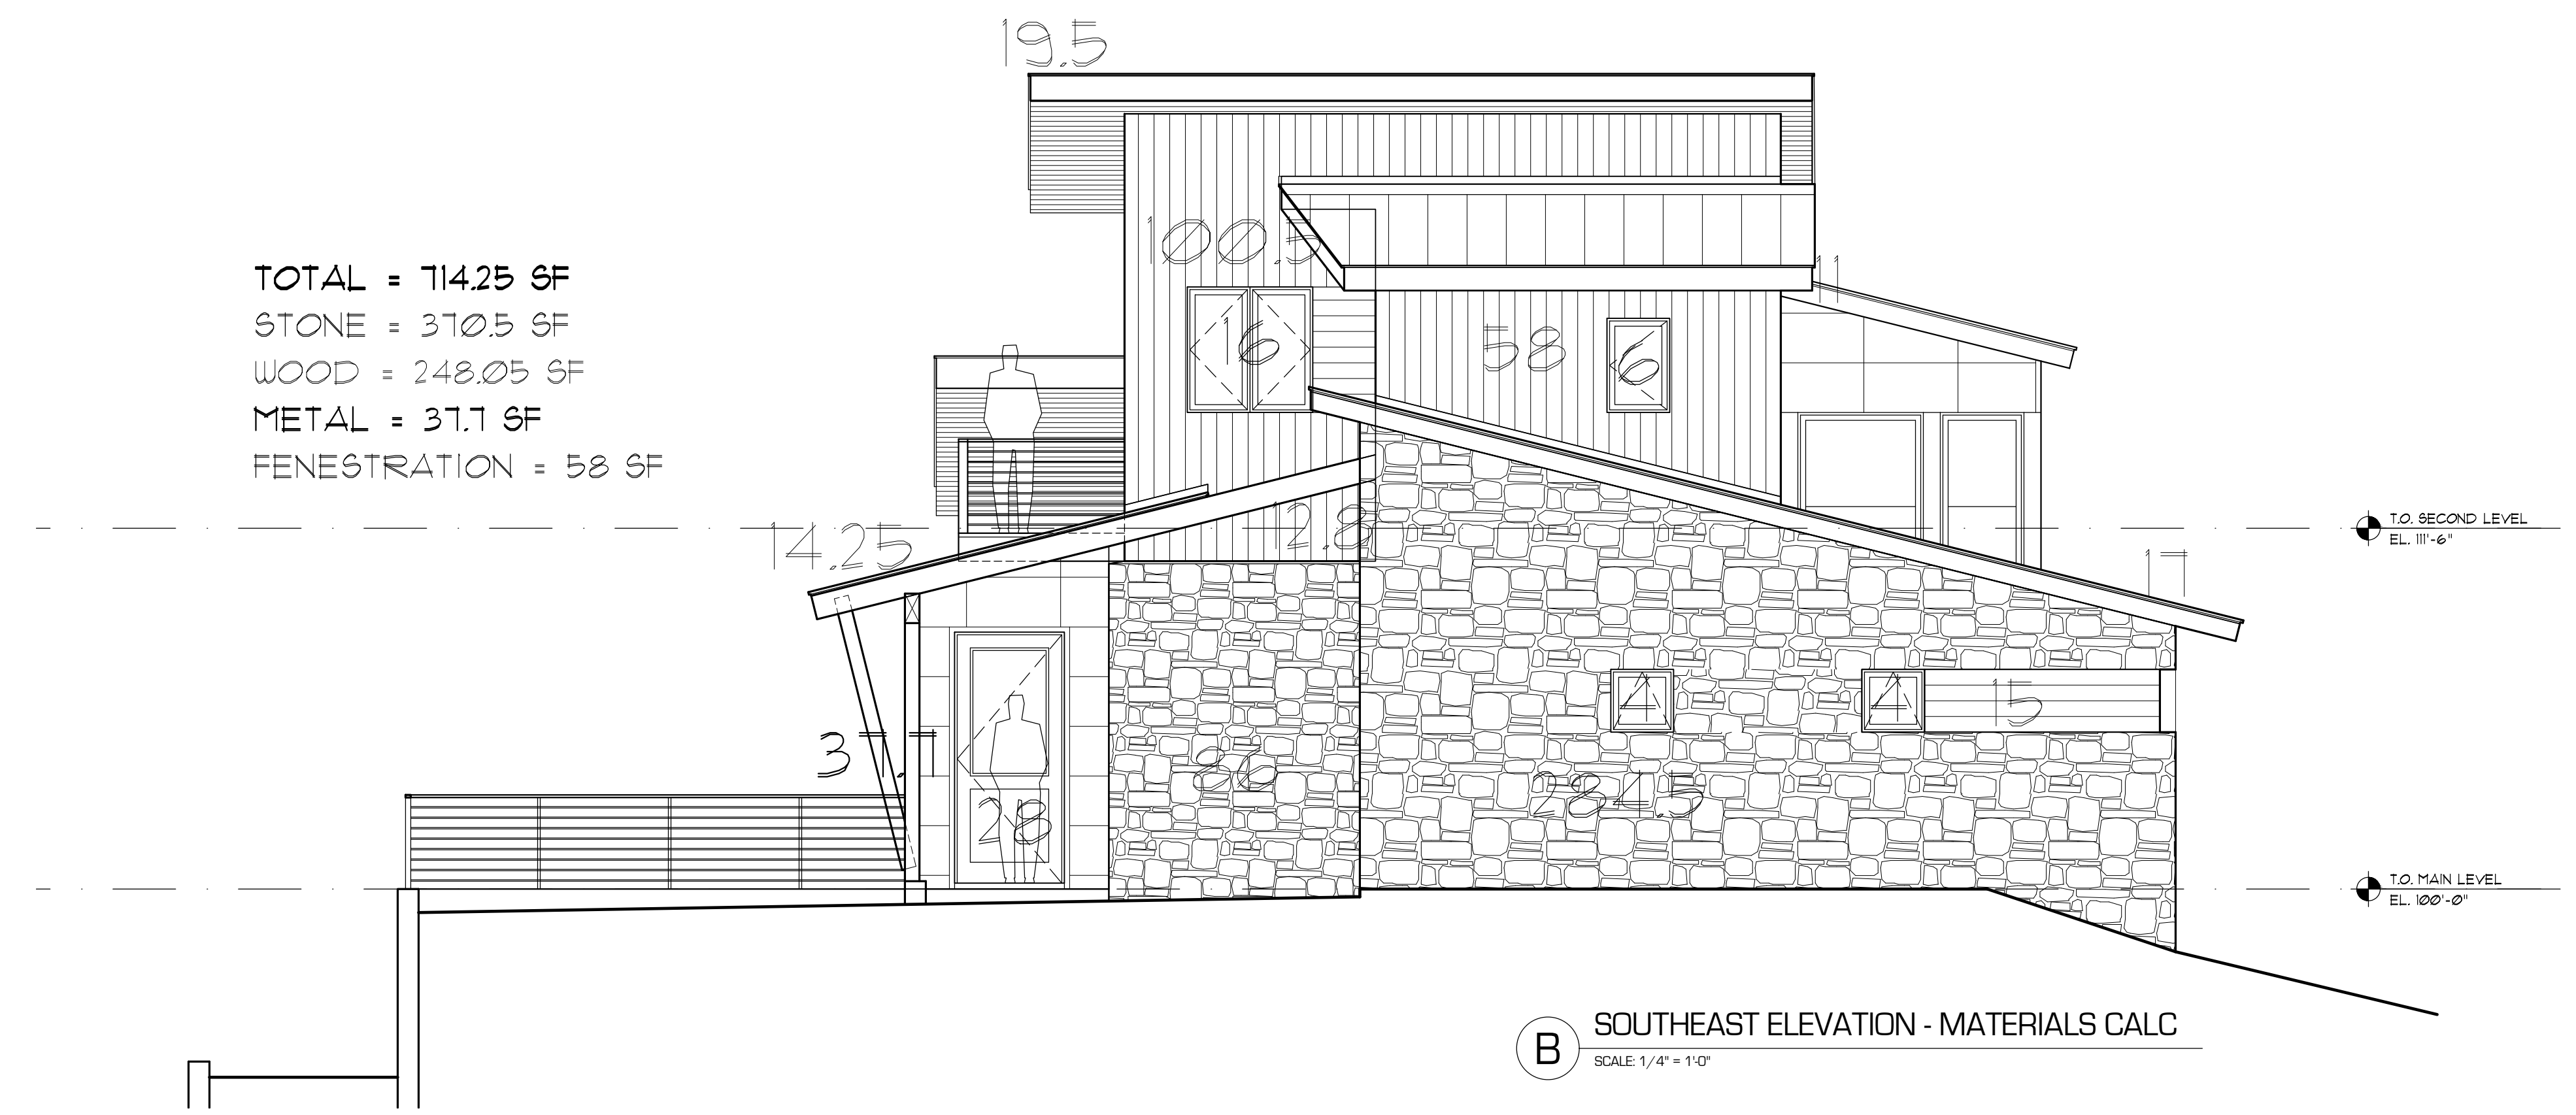 19.5
TOTAL = 714.25 SF
STONE = 370.5 SF
WOOD = 248.05 SF
METAL = 37.7 SF
FENESTRATION = 58 SF
100.5
11
16
58
6
14.25
12.8
17
T.O. SECOND LEVEL
EL. 111'-6"
4
4
15
37.7
28
86
284.5
T.O. MAIN LEVEL
EL. 100'-0"
B
SOUTHEAST ELEVATION - MATERIALS CALC
SCALE: 1/4" = 1'-0"